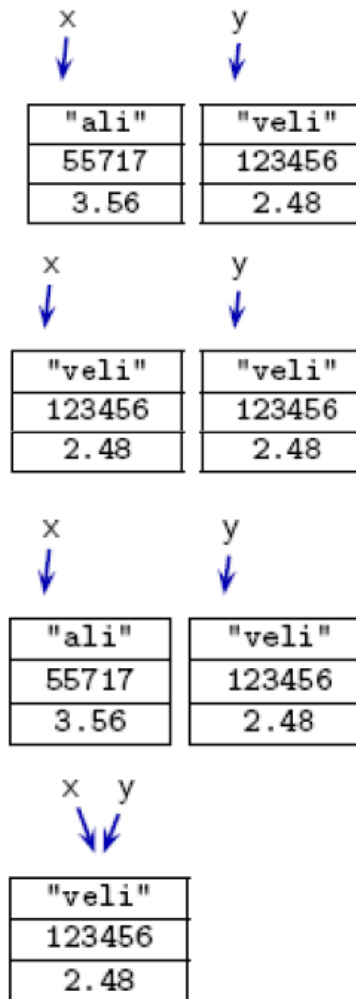 x y
"ali" "veli"
55717 123456
3.56 2.48
x y
"veli" "veli"
123456 123456
2.48 2.48
x y
"ali" "veli"
55717 123456
3.56 2.48
x y
"veli"
123456
2.48